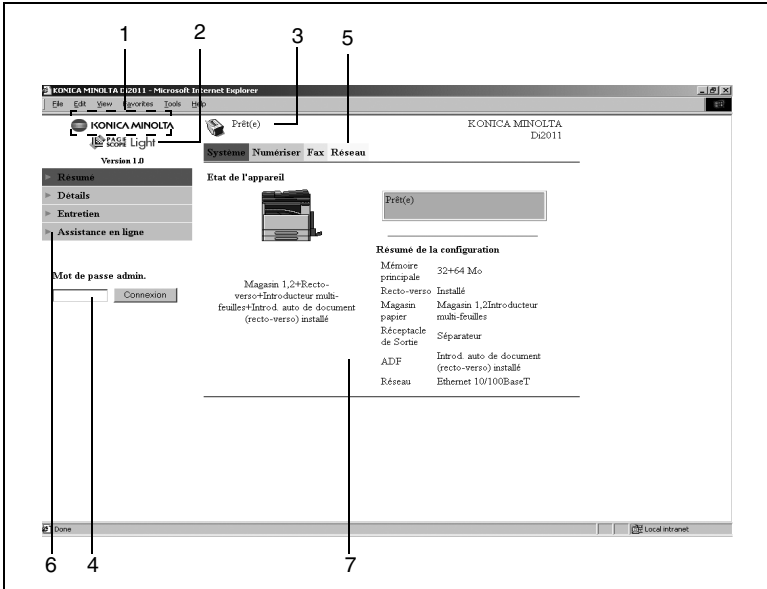 1
2
3
5
KONICA MINOLTA Di2011 - Microsoft Internet Explorer
File Edit View Favorites Tools Help
KONICA MINOLTA
PAGE SCOPE Light
Version 1.0
Prêt(e)
KONICA MINOLTA
Di2011
Système Numériser Fax Réseau
Résumé
Détails
Entretien
Assistance en ligne
Mot de passe admin.
Connexion
Etat de l'appareil
Prêt(e)
Magasin 1,2+Recto-
verso+Introducteur multi-
feuilles+Introd. auto de document
(recto-verso) installé
Résumé de la configuration
Mémoire
principale
32+64 Mo
Recto-verso Installé
Magasin
papier
Magasin 1,2Introducteur
multi-feuilles
Réceptacle
de Sortie
Séparateur
ADF
Introd. auto de document
(recto-verso) installé
Réseau Ethernet 10/100BaseT
Done
Local intranet
6
4
7